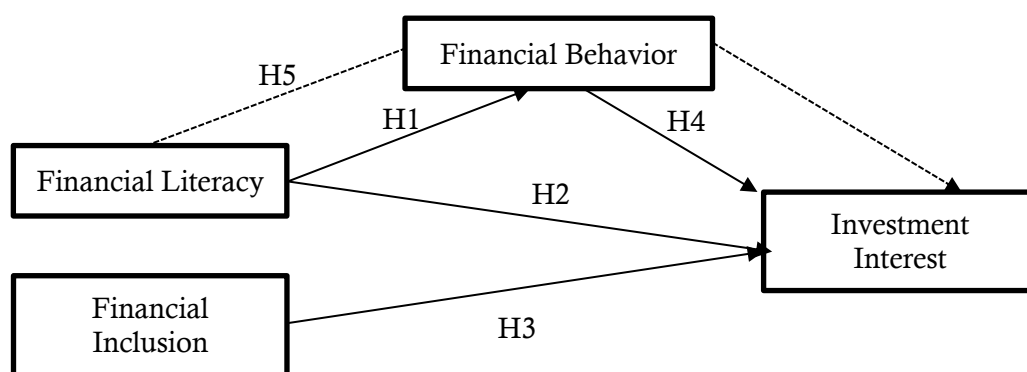 Financial Behavior
H5
H1
H4
Financial Literacy
H2
Investment
Interest
Financial
Inclusion
H3